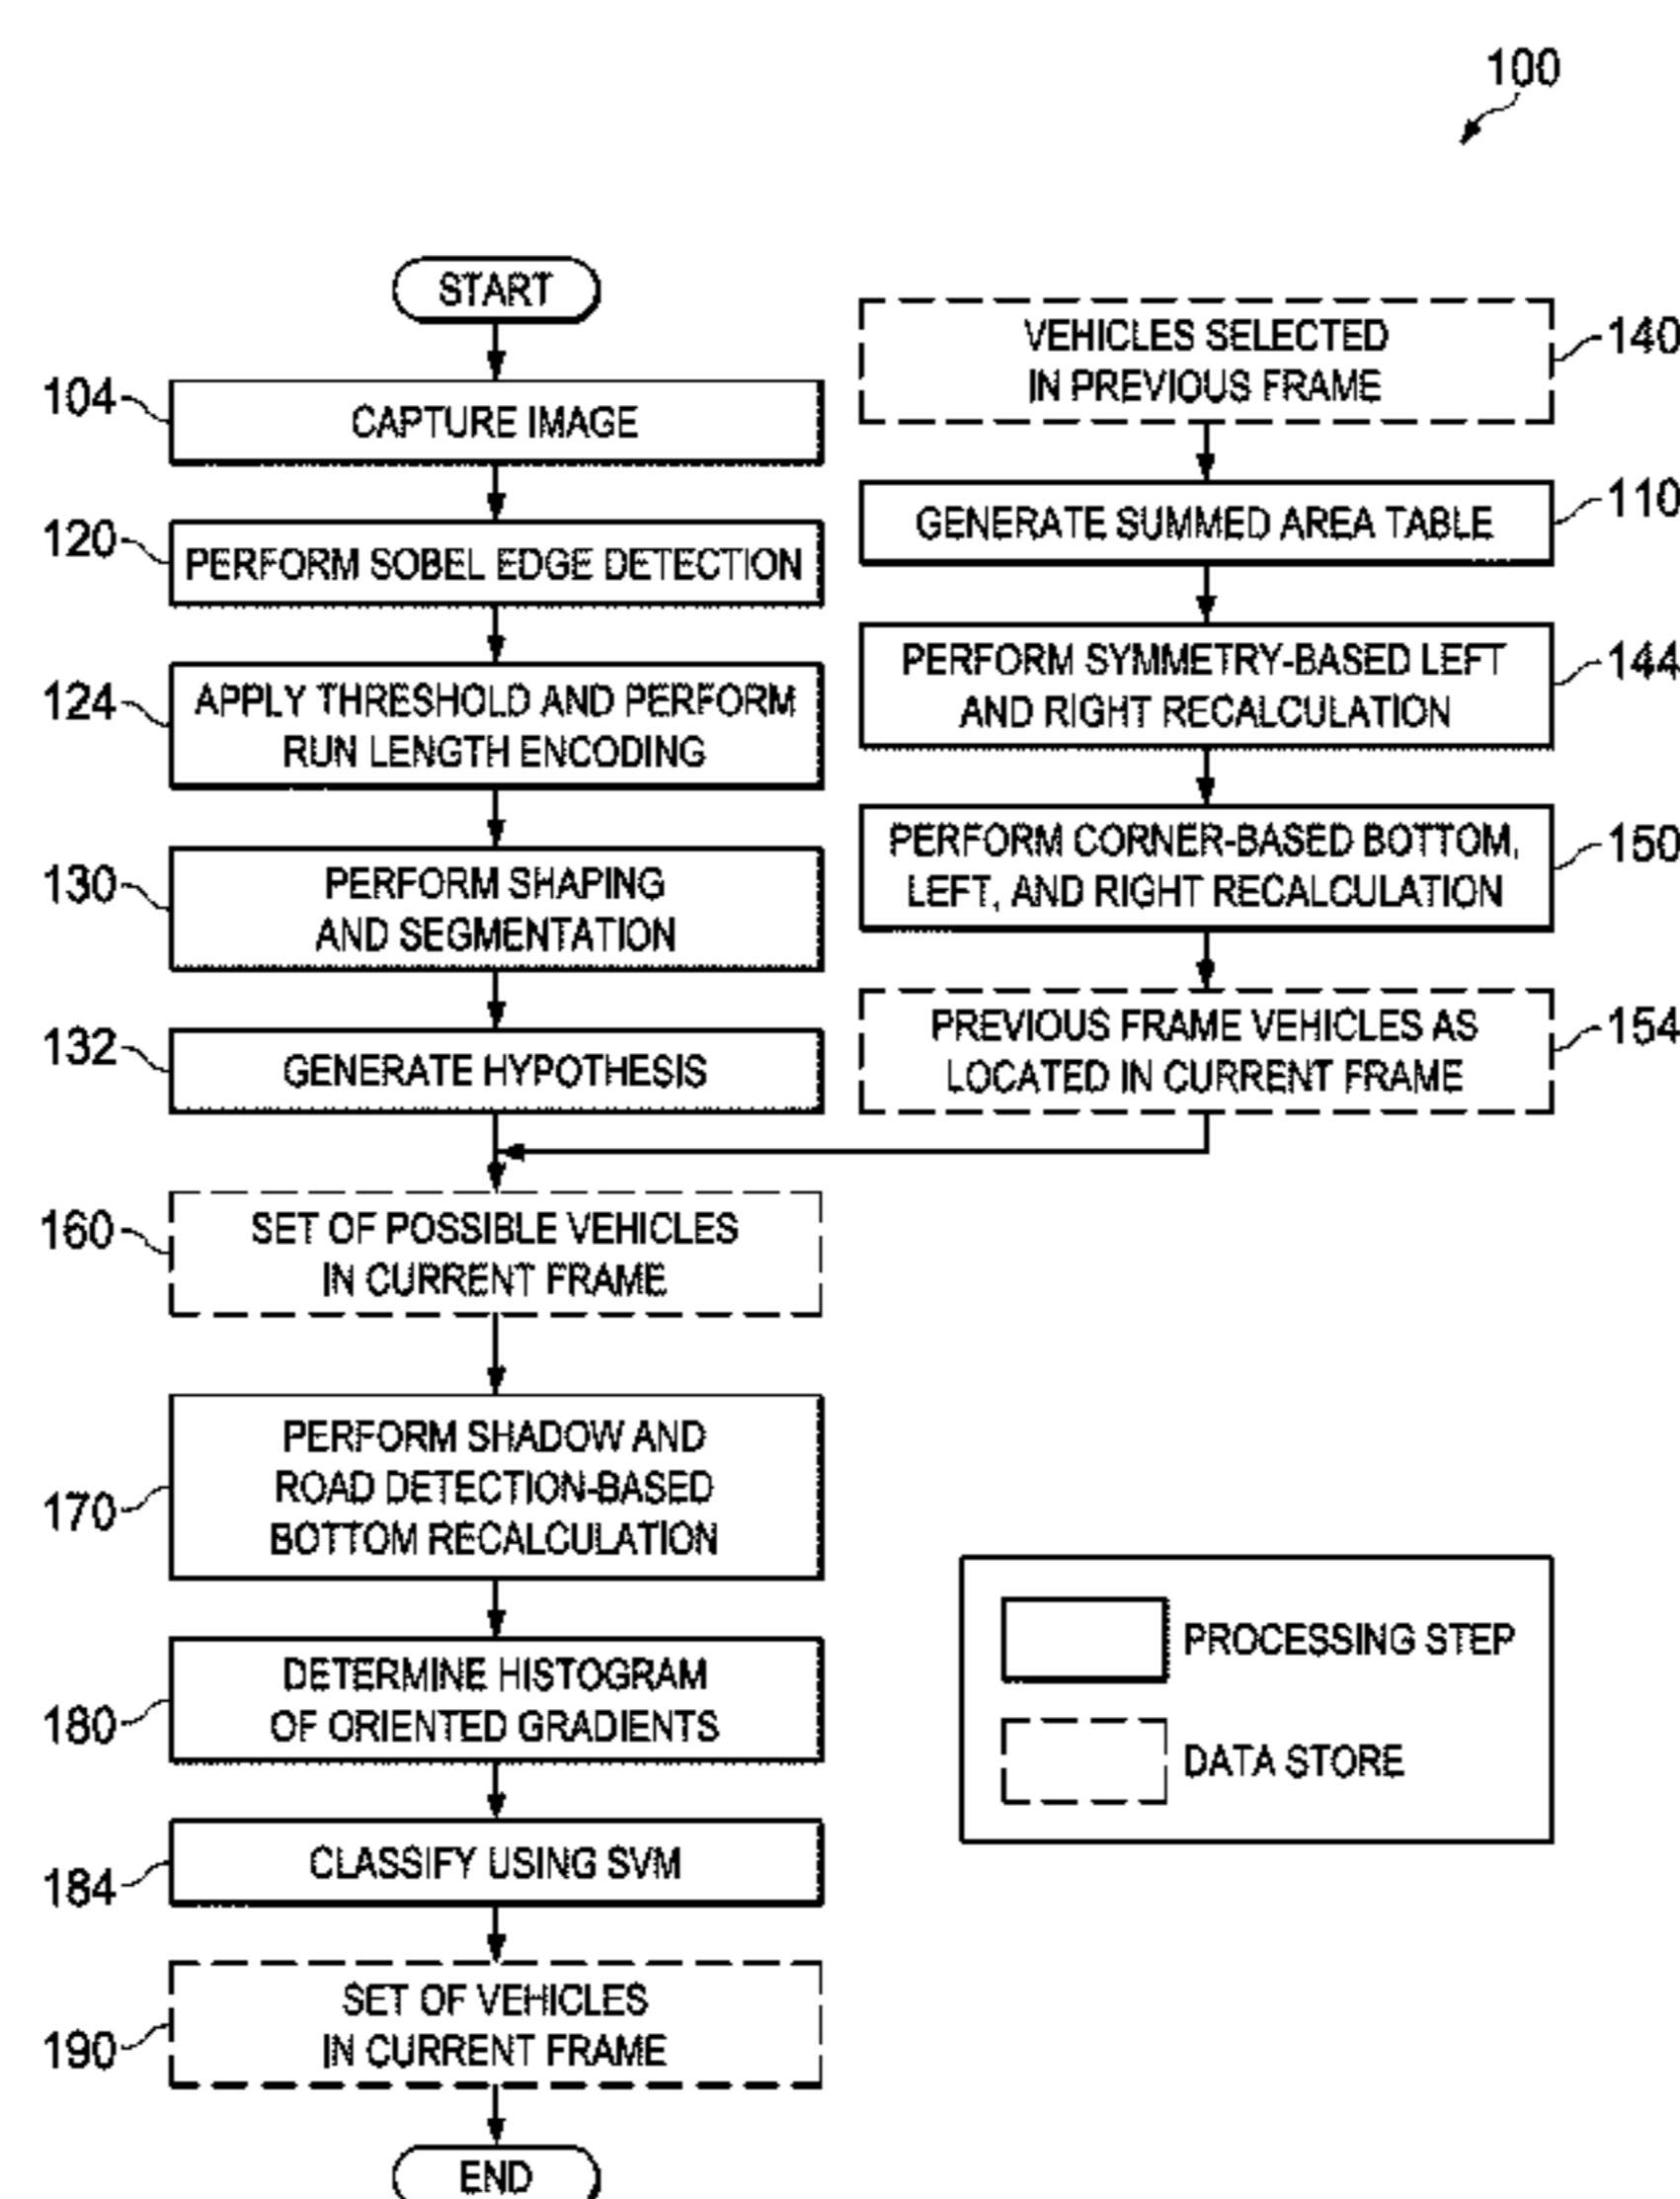 100
START
104
CAPTURE IMAGE
120
PERFORM SOBEL EDGE DETECTION
124
APPLY THRESHOLD AND PERFORM
RUN LENGTH ENCODING
130
PERFORM SHAPING
AND SEGMENTATION
132
GENERATE HYPOTHESIS
VEHICLES SELECTED
IN PREVIOUS FRAME
140
GENERATE SUMMED AREA TABLE
110
PERFORM SYMMETRY-BASED LEFT
AND RIGHT RECALCULATION
144
PERFORM CORNER-BASED BOTTOM,
LEFT, AND RIGHT RECALCULATION
150
PREVIOUS FRAME VEHICLES AS
LOCATED IN CURRENT FRAME
154
160
SET OF POSSIBLE VEHICLES
IN CURRENT FRAME
170
PERFORM SHADOW AND
ROAD DETECTION-BASED
BOTTOM RECALCULATION
180
DETERMINE HISTOGRAM
OF ORIENTED GRADIENTS
184
CLASSIFY USING SVM
190
SET OF VEHICLES
IN CURRENT FRAME
END
PROCESSING STEP
DATA STORE